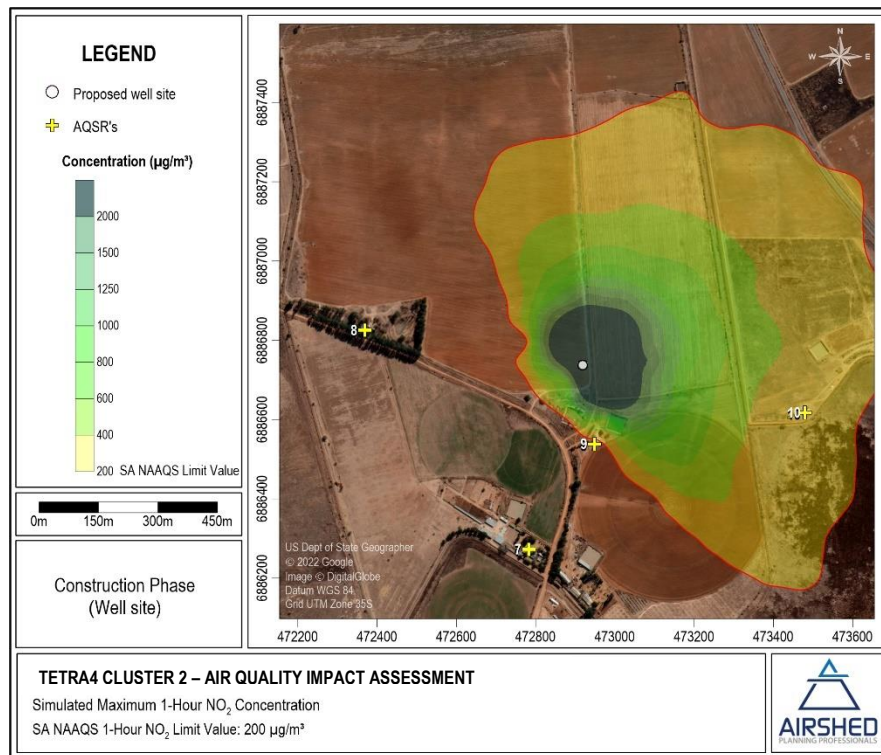 LEGEND
Proposed well site
AQSR's
Concentration (µg/m³)
2000
1500
1250
1000
800
600
400
200 SA NAAQS Limit Value
0m 150m 300m 450m
Construction Phase
(Well site)
N
W E
S
6887400
6887200
6887000
6886800
6886600
6886400
6886200
8
10
9
7
US Dept of State Geographer
© 2022 Google
Image © DigitalGlobe
Datum WGS 84
Grid UTM Zone 35S
472200 472400 472600 472800 473000 473200 473400 473600
TETRA4 CLUSTER 2 – AIR QUALITY IMPACT ASSESSMENT
Simulated Maximum 1-Hour NO₂ Concentration
SA NAAQS 1-Hour NO₂ Limit Value: 200 µg/m³
AIRSHED
PLANNING PROFESSIONALS